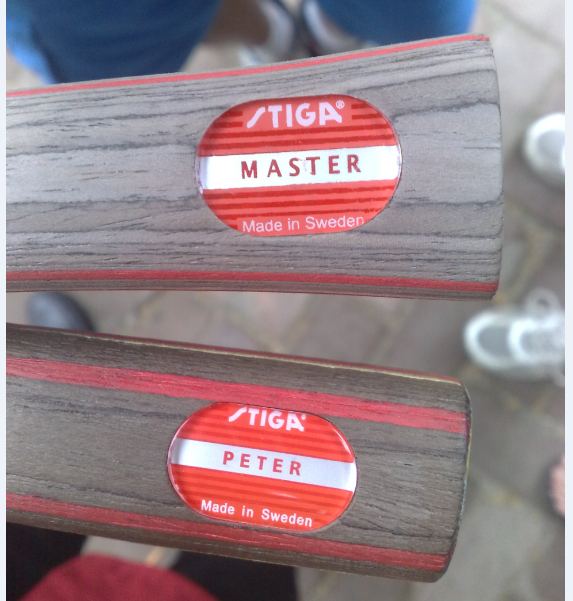 STIGA®
MASTER
Made in Sweden
STIGA
PETER
Made in Sweden